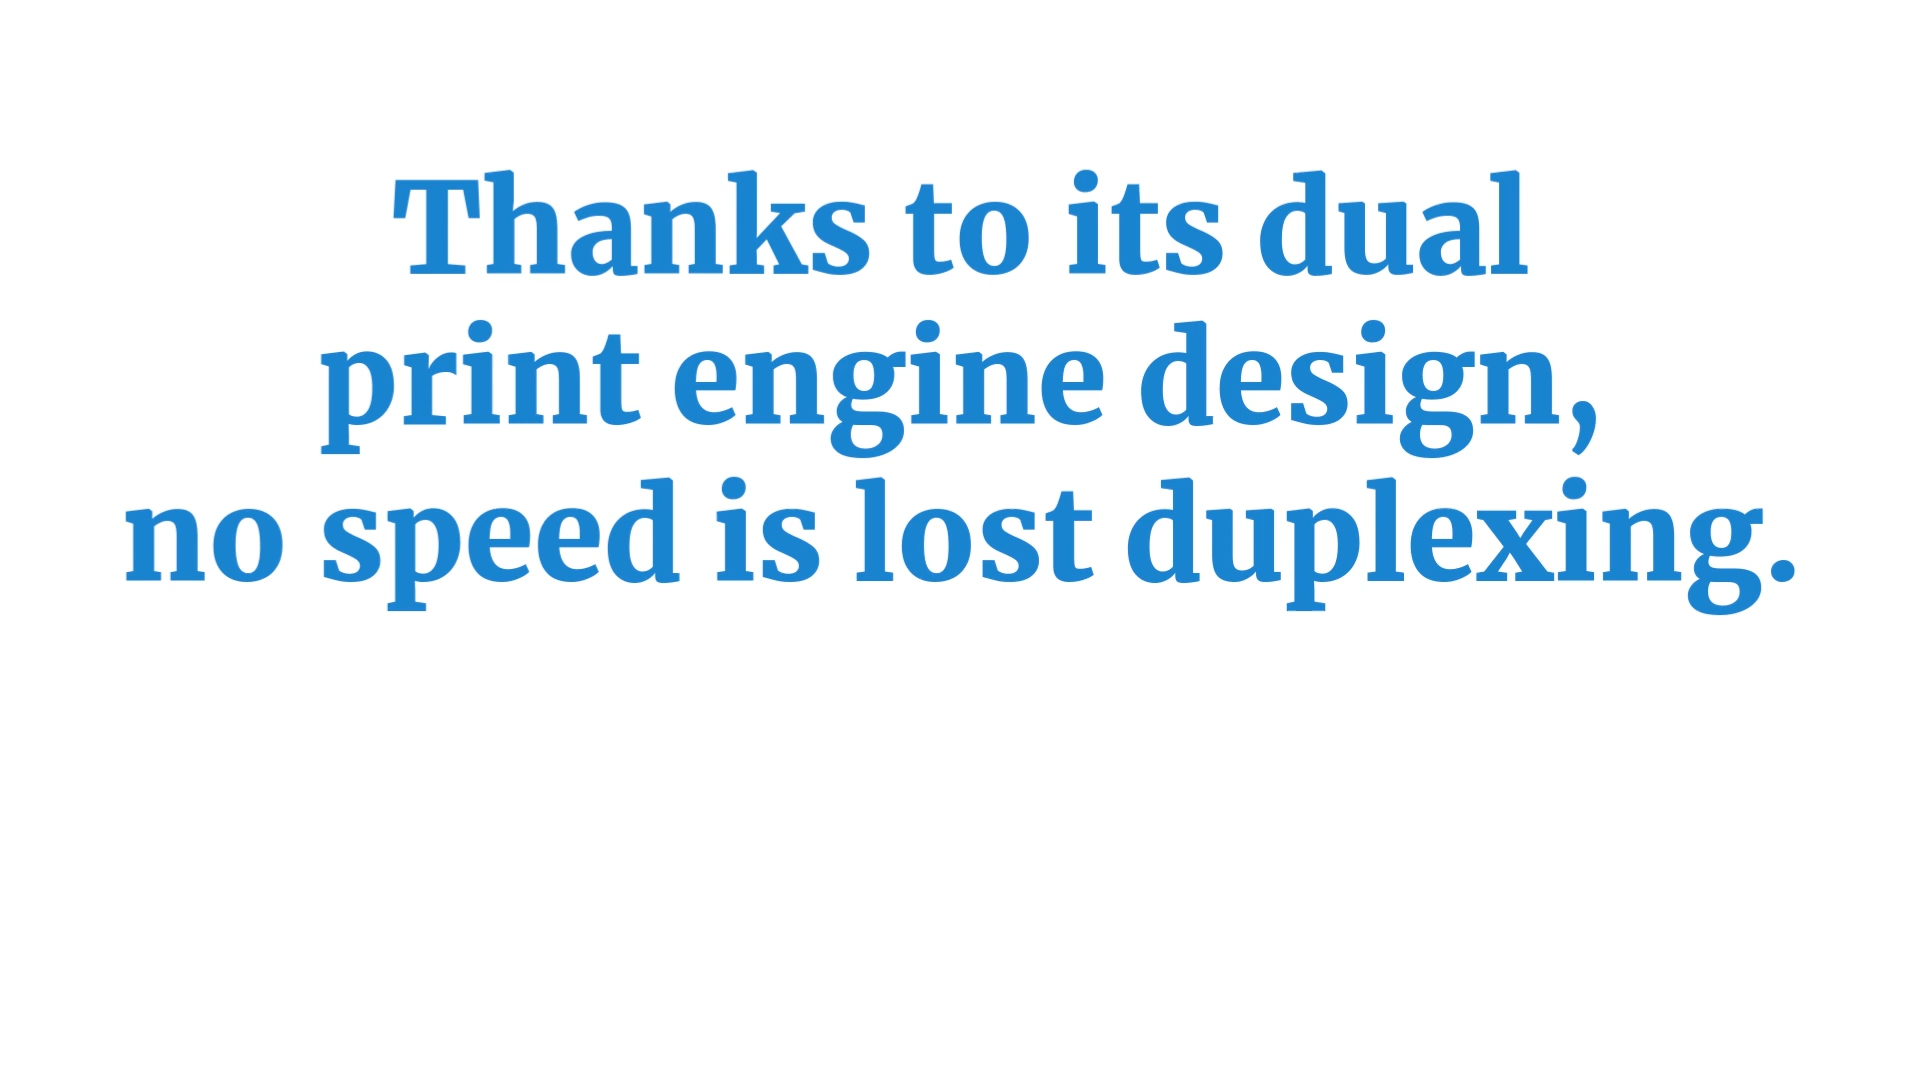 Thanks to its dual
print engine design,
no speed is lost duplexing.